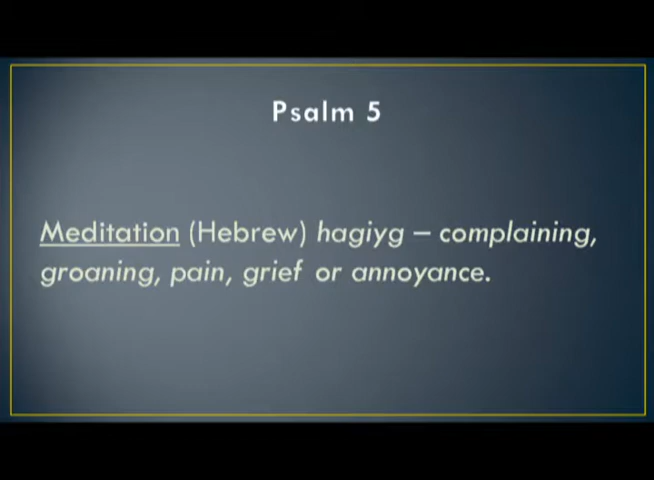 Psalm 5
Meditation (Hebrew) hagiyg – complaining,
groaning, pain, grief or annoyance.